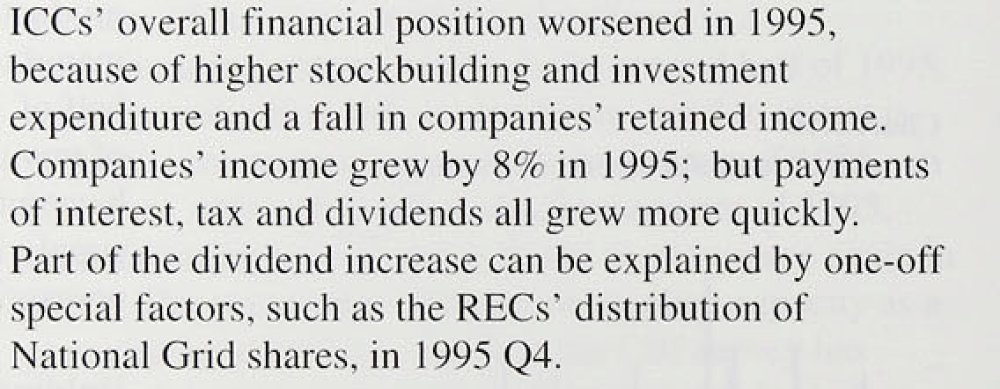 ICCs’ overall financial position worsened in 1995,
because of higher stockbuilding and investment
expenditure and a fall in companies’ retained income.
Companies’ income grew by 8% in 1995;  but payments
of interest, tax and dividends all grew more quickly.
Part of the dividend increase can be explained by one-off
special factors, such as the RECs’ distribution of
National Grid shares, in 1995 Q4.